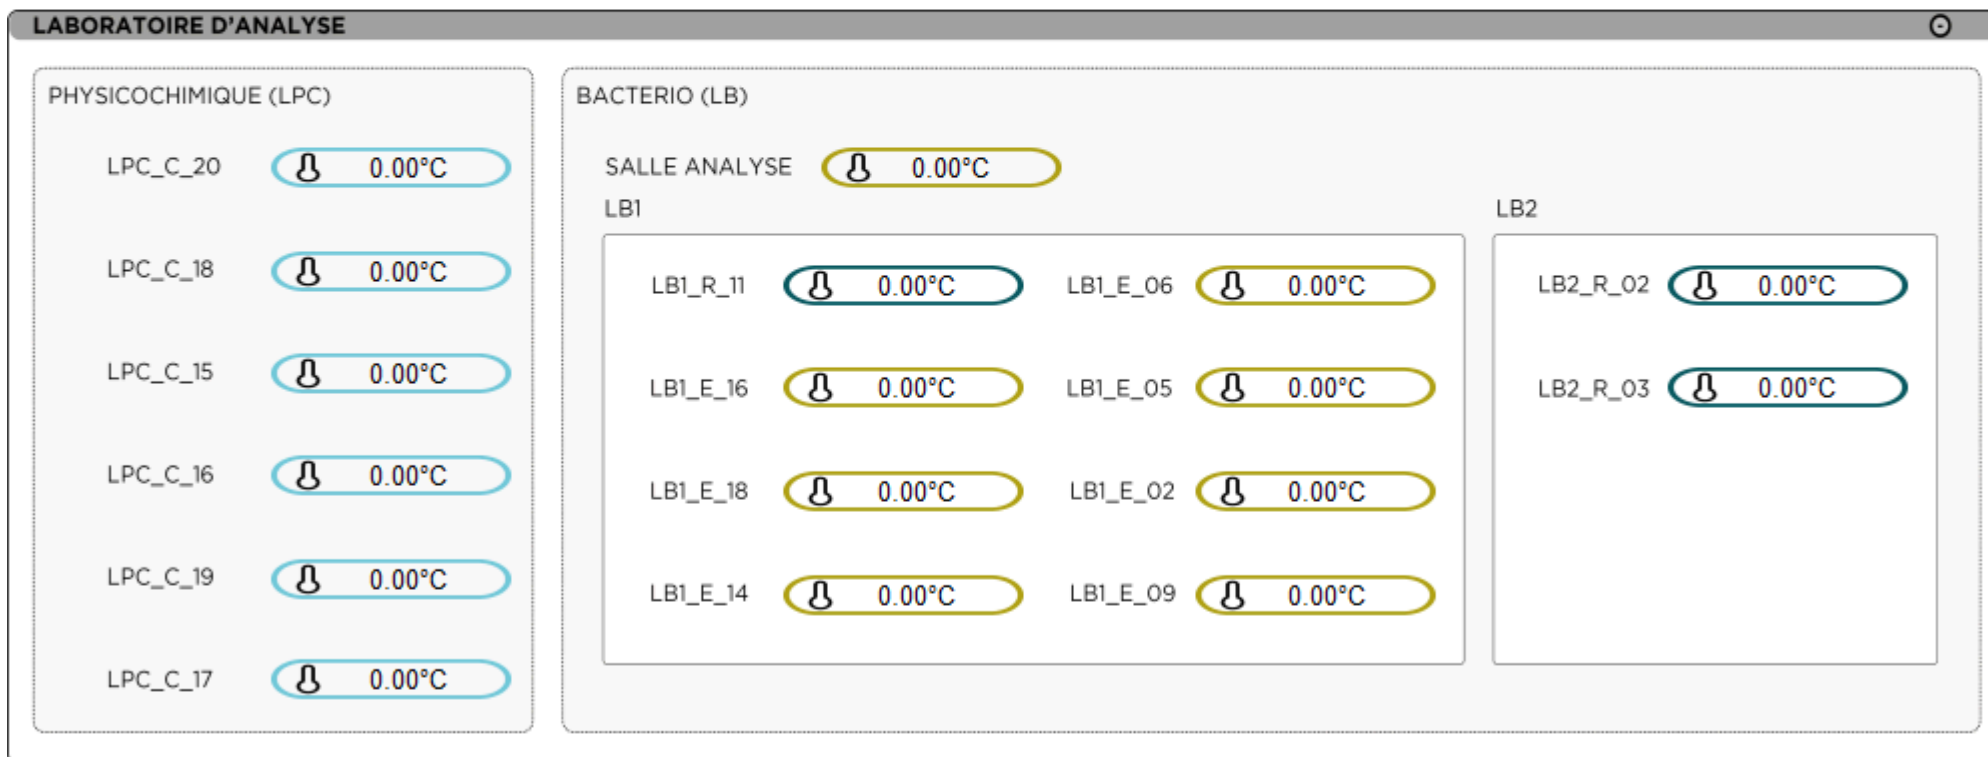 LABORATOIRE D'ANALYSE
PHYSICOCHIMIQUE (LPC)
LPC_C_20 0.00°C
LPC_C_18 0.00°C
LPC_C_15 0.00°C
LPC_C_16 0.00°C
LPC_C_19 0.00°C
LPC_C_17 0.00°C
BACTERIO (LB)
SALLE ANALYSE 0.00°C
LB1
LB1_R_11 0.00°C LB1_E_06 0.00°C
LB1_E_16 0.00°C LB1_E_05 0.00°C
LB1_E_18 0.00°C LB1_E_02 0.00°C
LB1_E_14 0.00°C LB1_E_09 0.00°C
LB2
LB2_R_02 0.00°C
LB2_R_03 0.00°C